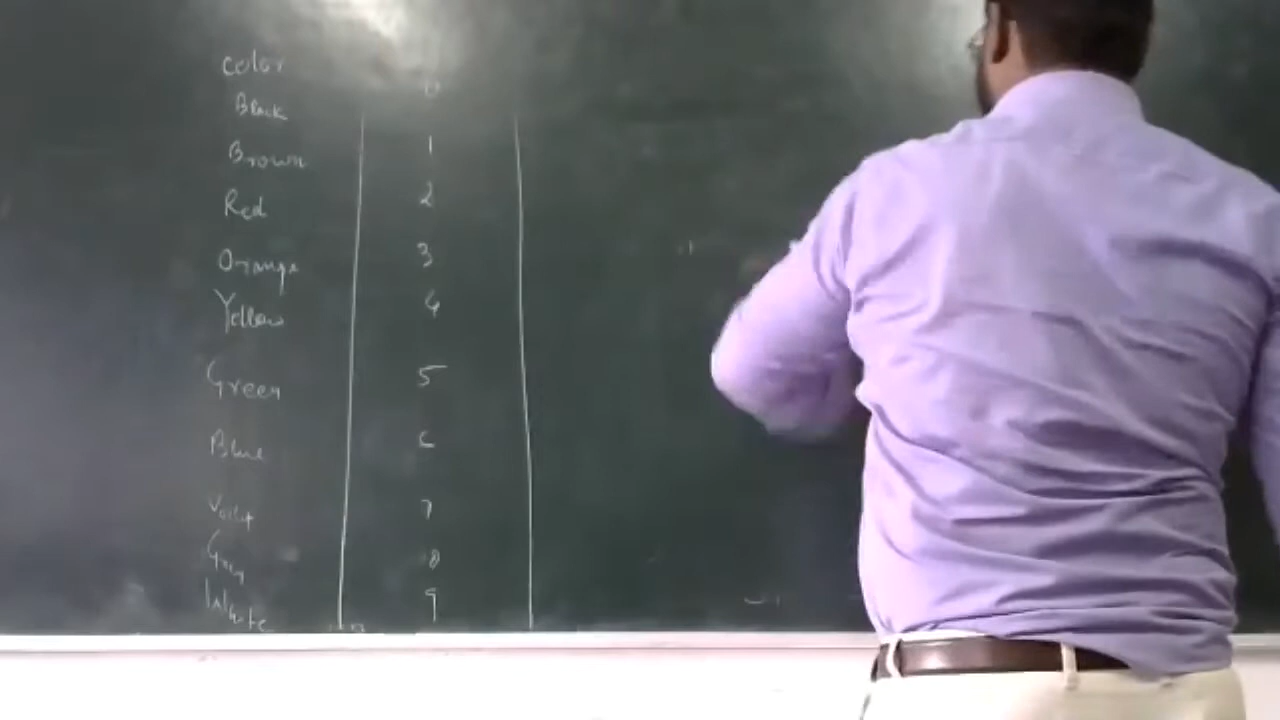 Color
Black 0
Brown 1
Red 2
Orange 3
Yellow 4
Green 5
Blue 6
7
Grey 8
White 9